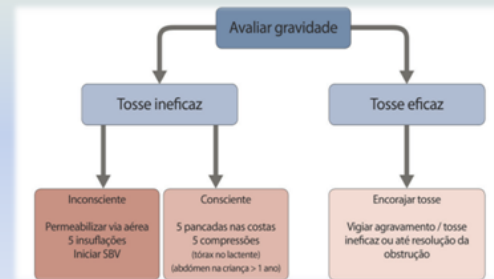 Avaliar gravidade
Tosse ineficaz
Tosse eficaz
Inconsciente
Permeabilizar via aérea
5 insuflações
Iniciar SBV
Consciente
5 pancadas nas costas
5 compressões
(tórax no lactente)
(abdómen na criança > 1 ano)
Encorajar tosse
Vigiar agravamento / tosse
ineficaz ou até resolução da
obstrução